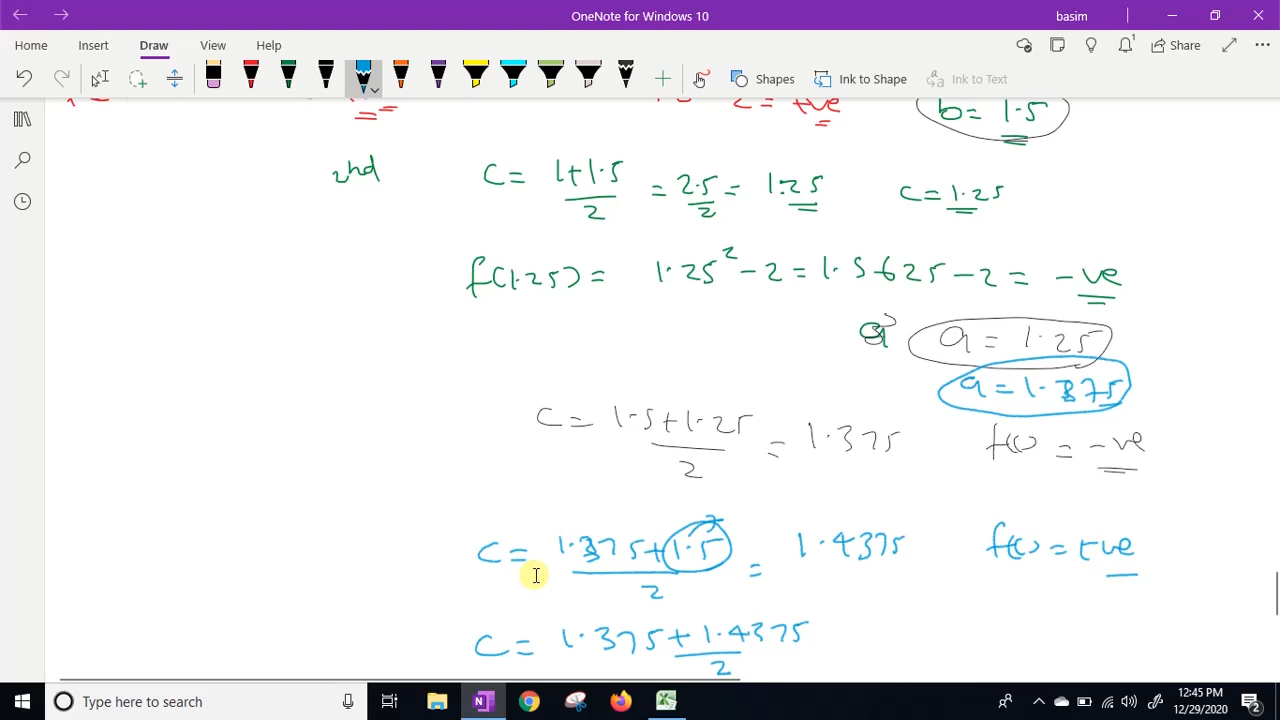 OneNote for Windows 10
basim
Home Insert Draw View Help
Share
Shapes
Ink to Shape
Ink to Text
2 = +ve
b = 1.5
2nd
c = 1+1.5 / 2 = 2.5 / 2 = 1.25
c = 1.25
f(1.25) = 1.25² - 2 = 1.5625 - 2 = -ve
a = 1.25
a = 1.375
c = 1.5+1.25 / 2 = 1.375
f(c) = -ve
c = 1.375+1.5 / 2 = 1.4375
f(c) = +ve
c = 1.375+1.4375 / 2
Type here to search
12:45 PM
12/29/2020
2